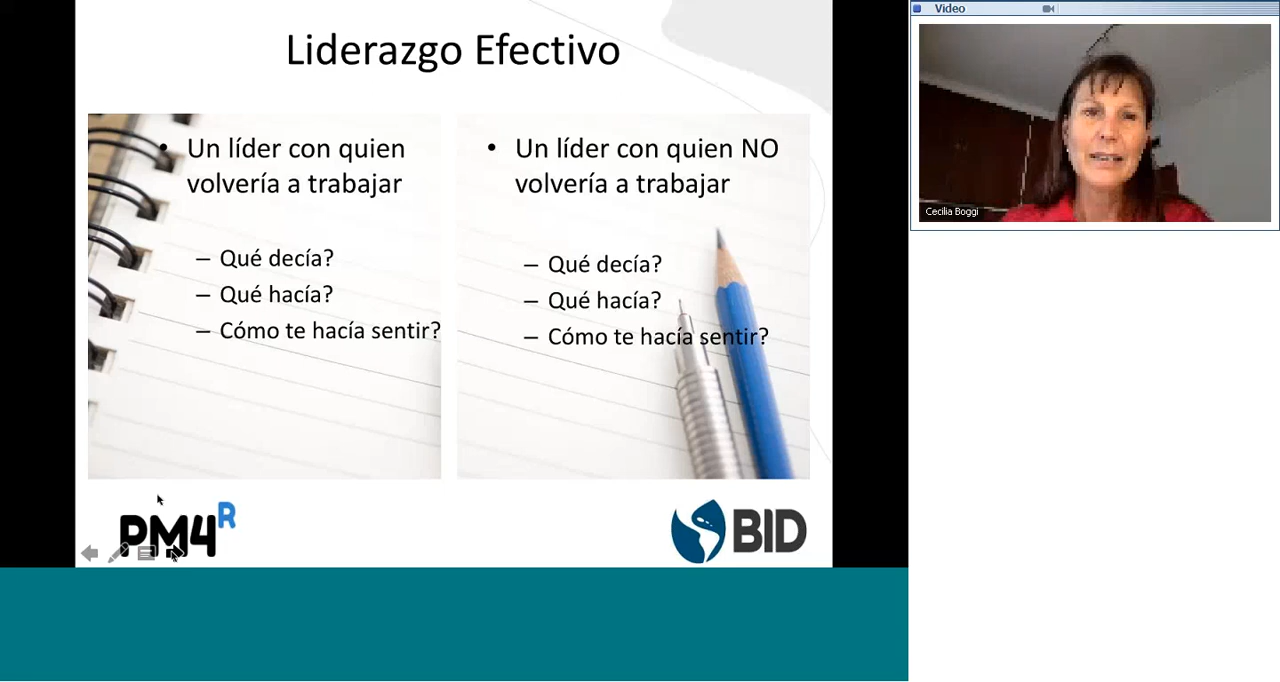 Liderazgo Efectivo
• Un líder con quien
volvería a trabajar
– Qué decía?
– Qué hacía?
– Cómo te hacía sentir?
• Un líder con quien NO
volvería a trabajar
– Qué decía?
– Qué hacía?
– Cómo te hacía sentir?
PM4R
BID
Video
Cecilia Boggi